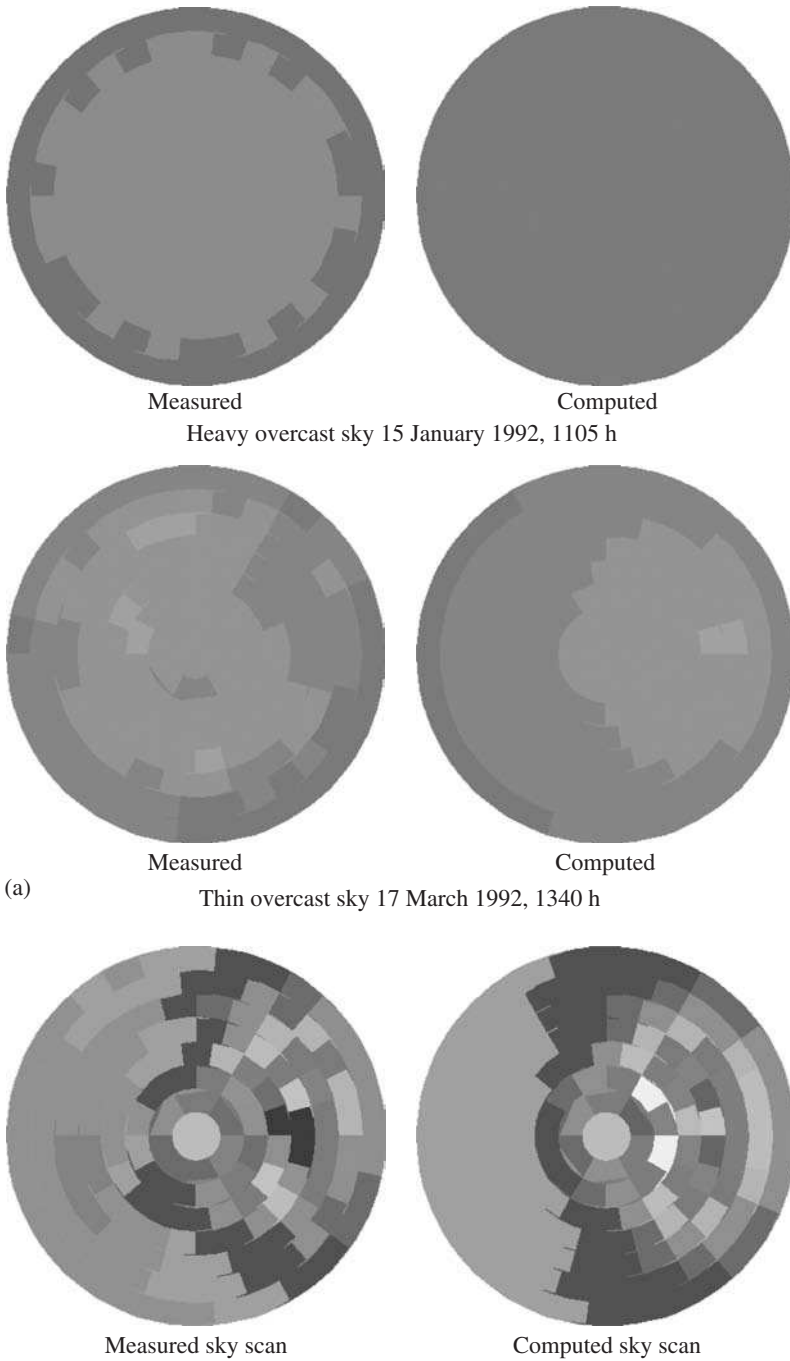 Measured Computed
Heavy overcast sky 15 January 1992, 1105 h
Measured Computed
(a)
Thin overcast sky 17 March 1992, 1340 h
Measured sky scan Computed sky scan